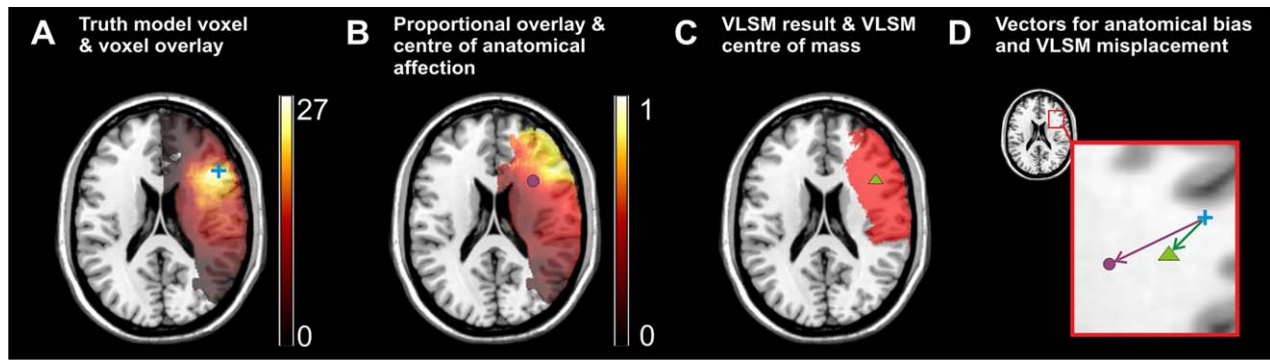 A Truth model voxel
& voxel overlay
B Proportional overlay &
centre of anatomical
affection
C VLSM result & VLSM
centre of mass
D Vectors for anatomical bias
and VLSM misplacement
27
0
1
0